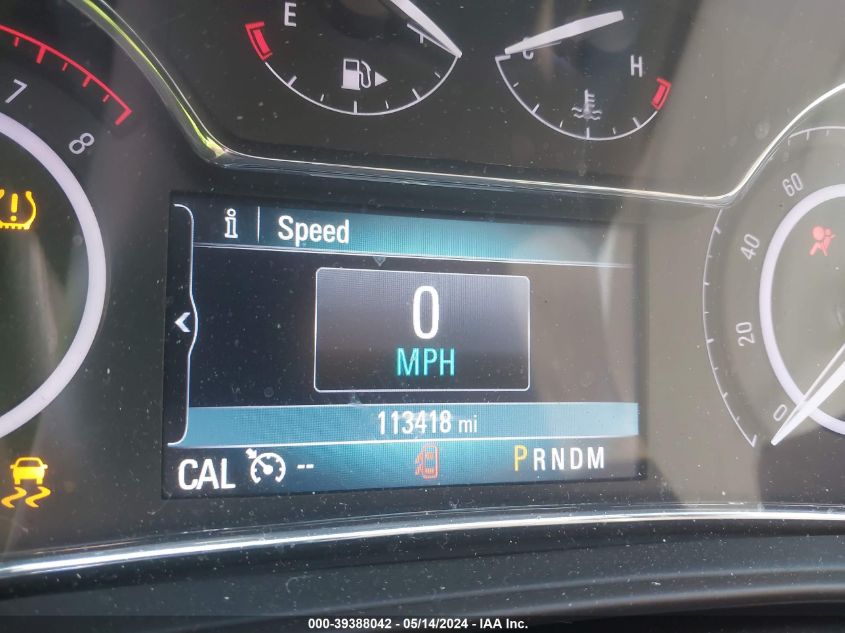 E
F
C
H
7
8
i Speed
0
MPH
113418 mi
CAL -- PRNDM
60
40
20
0
000-39388042 - 05/14/2024 - IAA Inc.